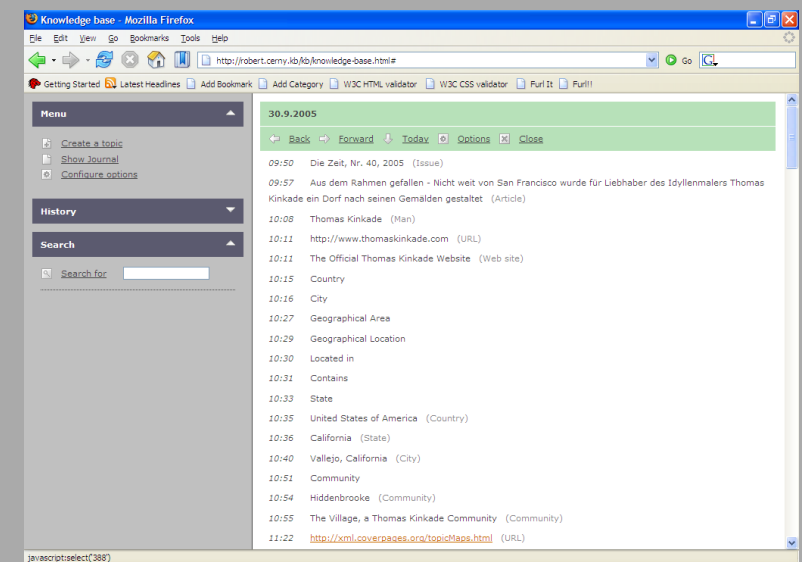 Knowledge base - Mozilla Firefox
File Edit View Go Bookmarks Tools Help
http://robert.cerny.kb/kb/knowledge-base.html# Go G
Getting Started Latest Headlines Add Bookmark Add Category W3C HTML validator W3C CSS validator Furl It Furl!!
Menu
Create a topic
Show Journal
Configure options
History
Search
Search for
30.9.2005
Back Forward Today Options Close
09:50 Die Zeit, Nr. 40, 2005 (Issue)
09:57 Aus dem Rahmen gefallen - Nicht weit von San Francisco wurde für Liebhaber des Idyllenmalers Thomas
Kinkade ein Dorf nach seinen Gemälden gestaltet (Article)
10:08 Thomas Kinkade (Man)
10:11 http://www.thomaskinkade.com (URL)
10:11 The Official Thomas Kinkade Website (Web site)
10:15 Country
10:16 City
10:27 Geographical Area
10:29 Geographical Location
10:30 Located in
10:31 Contains
10:33 State
10:35 United States of America (Country)
10:36 California (State)
10:40 Vallejo, California (City)
10:51 Community
10:54 Hiddenbrooke (Community)
10:55 The Village, a Thomas Kinkade Community (Community)
11:22 http://xml.coverpages.org/topicMaps.html (URL)
javascript:select('388')